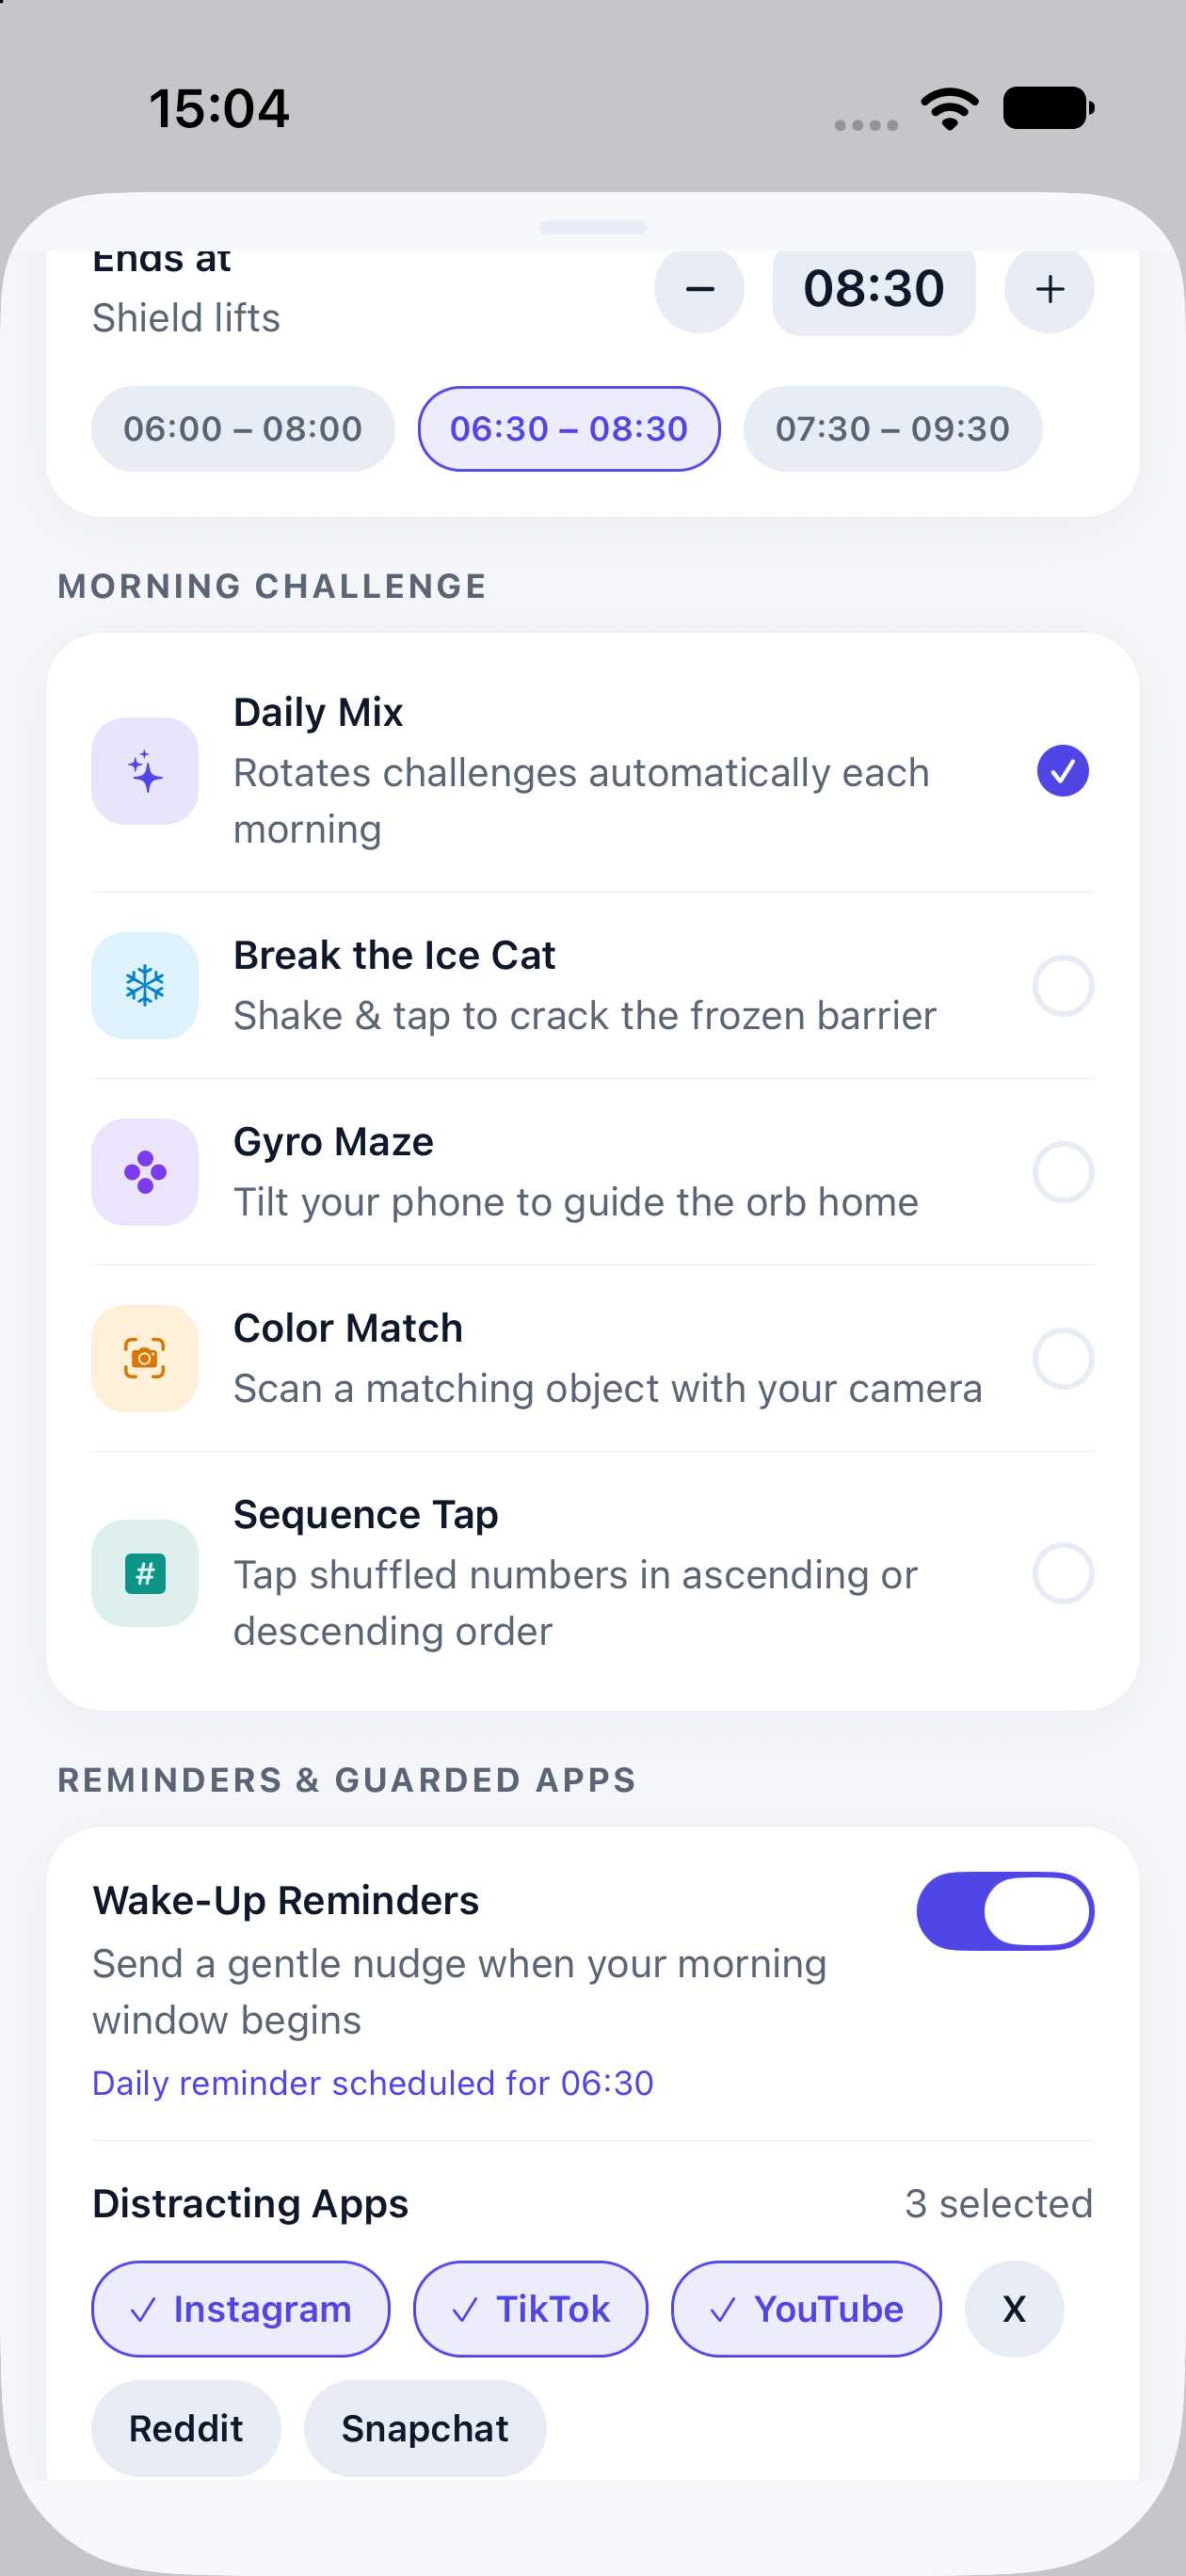 15:04
Ends at
Shield lifts
08:30
06:00 – 08:00
06:30 – 08:30
07:30 – 09:30
MORNING CHALLENGE
Daily Mix
Rotates challenges automatically each
morning
Break the Ice Cat
Shake & tap to crack the frozen barrier
Gyro Maze
Tilt your phone to guide the orb home
Color Match
Scan a matching object with your camera
#
Sequence Tap
Tap shuffled numbers in ascending or
descending order
REMINDERS & GUARDED APPS
Wake-Up Reminders
Send a gentle nudge when your morning
window begins
Daily reminder scheduled for 06:30
Distracting Apps
3 selected
Instagram
TikTok
YouTube
X
Reddit
Snapchat